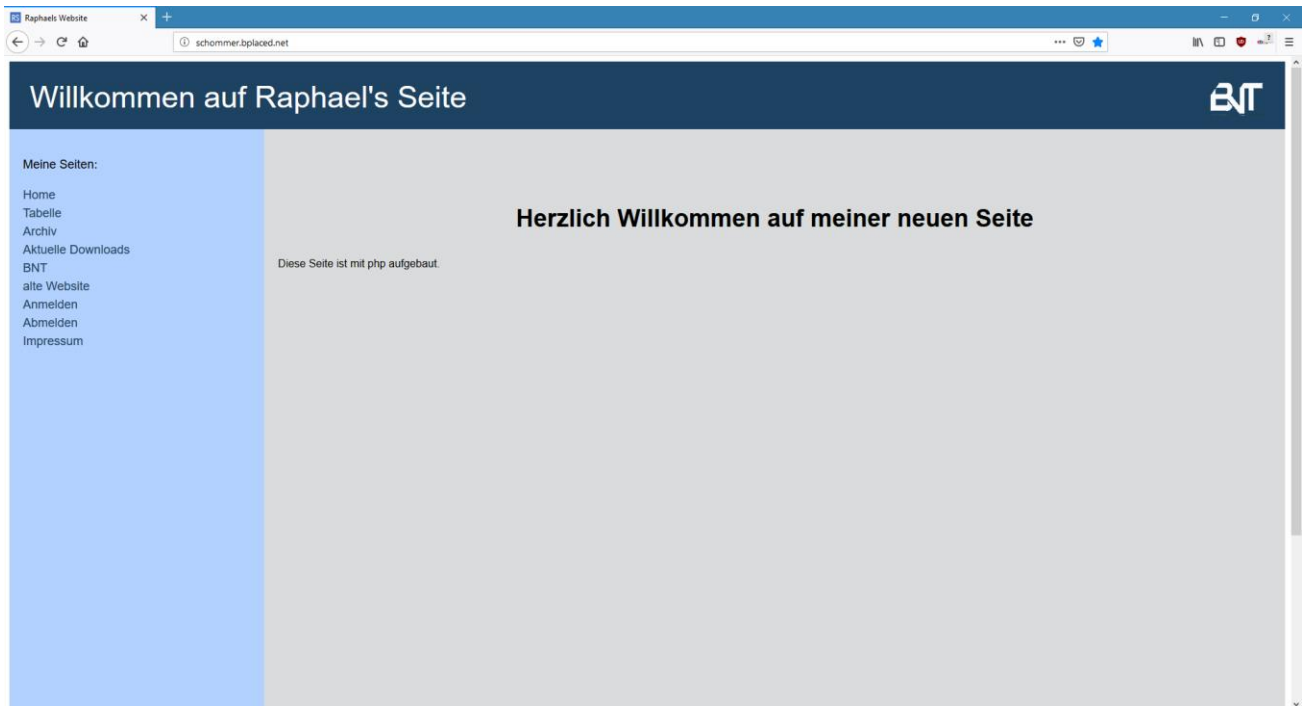 Raphaels Website
schommer.bplaced.net
Willkommen auf Raphael's Seite
BNT
Meine Seiten:
Home
Tabelle
Archiv
Aktuelle Downloads
BNT
alte Website
Anmelden
Abmelden
Impressum
Herzlich Willkommen auf meiner neuen Seite
Diese Seite ist mit php aufgebaut.